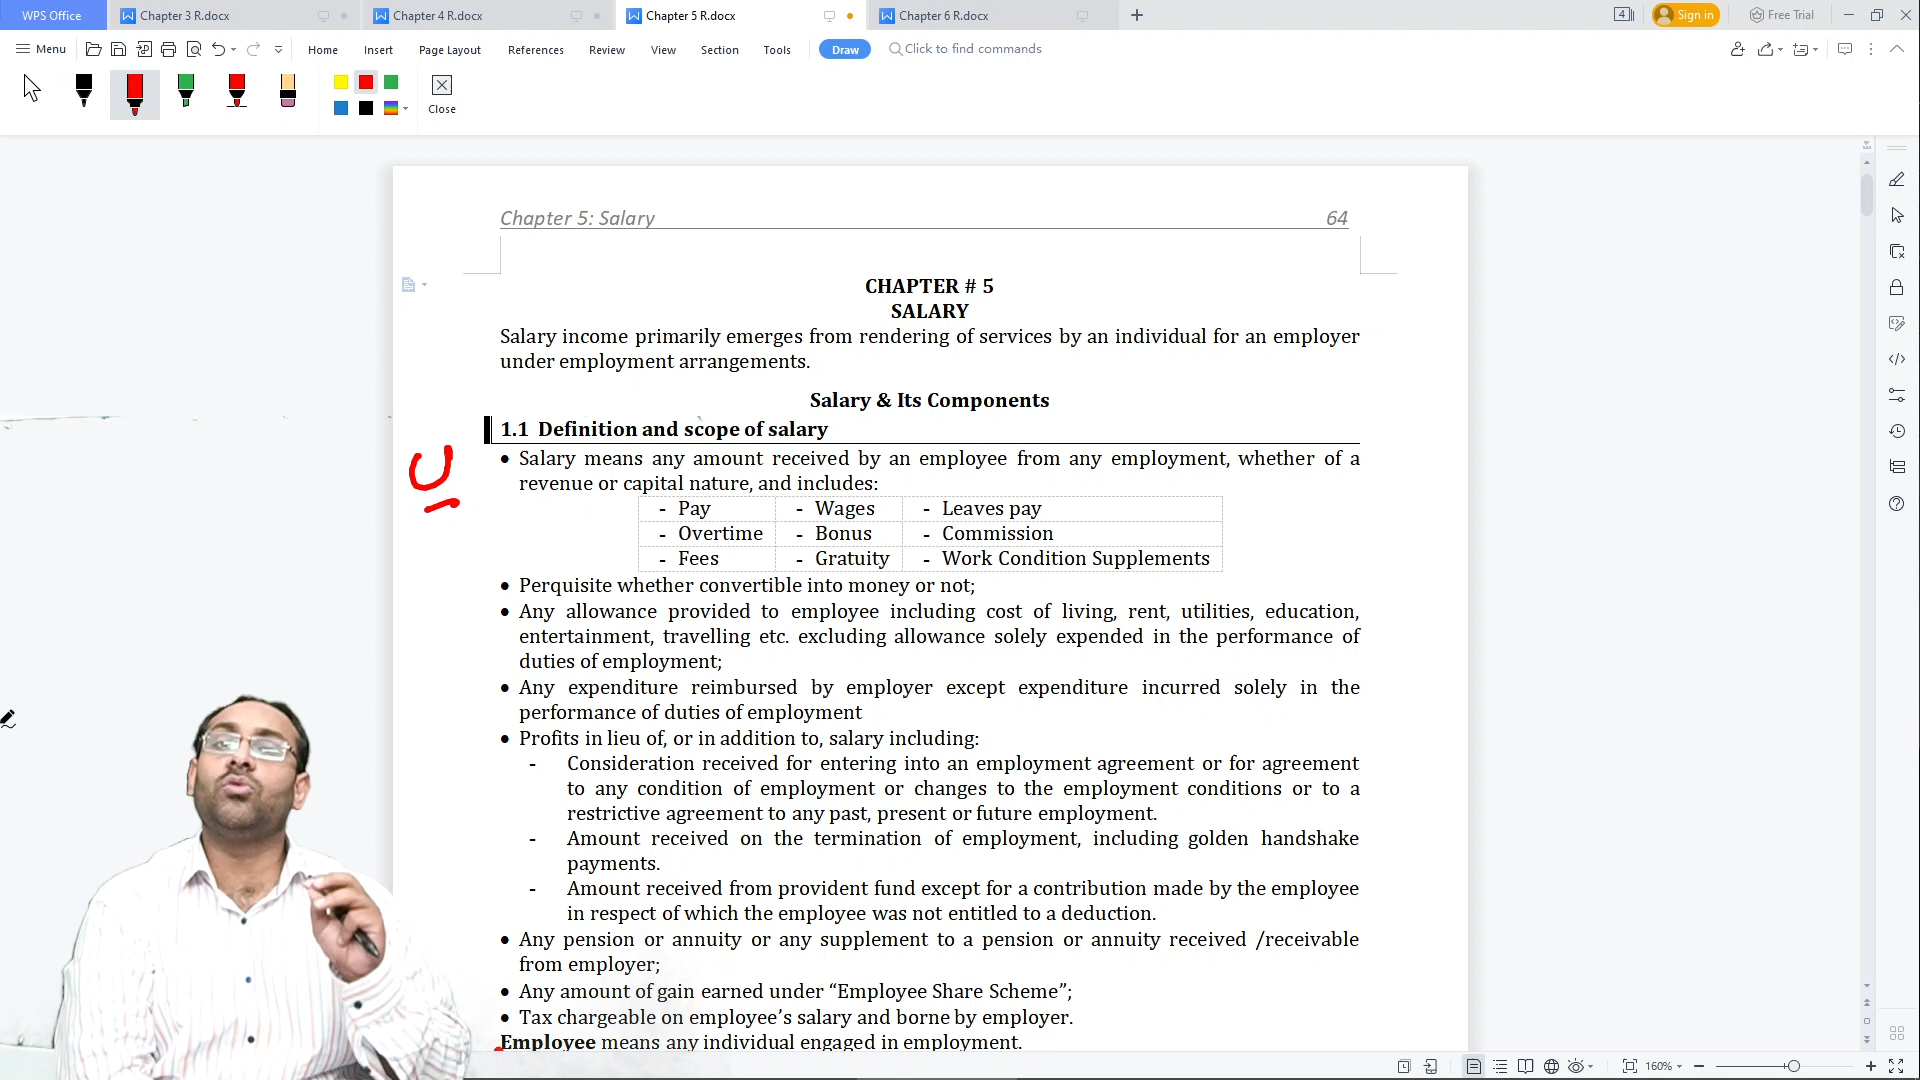 WPS Office
Chapter 3 R.docx
Chapter 4 R.docx
Chapter 5 R.docx
Chapter 6 R.docx
4
Sign in
Free Trial
Menu
Home
Insert
Page Layout
References
Review
View
Section
Tools
Draw
Click to find commands
Close
Chapter 5: Salary 64
CHAPTER # 5
SALARY
Salary income primarily emerges from rendering of services by an individual for an employer
under employment arrangements.
Salary & Its Components
1.1 Definition and scope of salary
• Salary means any amount received by an employee from any employment, whether of a
revenue or capital nature, and includes:
- Pay - Wages - Leaves pay
- Overtime - Bonus - Commission
- Fees - Gratuity - Work Condition Supplements
• Perquisite whether convertible into money or not;
• Any allowance provided to employee including cost of living, rent, utilities, education,
entertainment, travelling etc. excluding allowance solely expended in the performance of
duties of employment;
• Any expenditure reimbursed by employer except expenditure incurred solely in the
performance of duties of employment
• Profits in lieu of, or in addition to, salary including:
- Consideration received for entering into an employment agreement or for agreement
to any condition of employment or changes to the employment conditions or to a
restrictive agreement to any past, present or future employment.
- Amount received on the termination of employment, including golden handshake
payments.
- Amount received from provident fund except for a contribution made by the employee
in respect of which the employee was not entitled to a deduction.
• Any pension or annuity or any supplement to a pension or annuity received /receivable
from employer;
• Any amount of gain earned under “Employee Share Scheme”;
• Tax chargeable on employee’s salary and borne by employer.
Employee means any individual engaged in employment.
160%